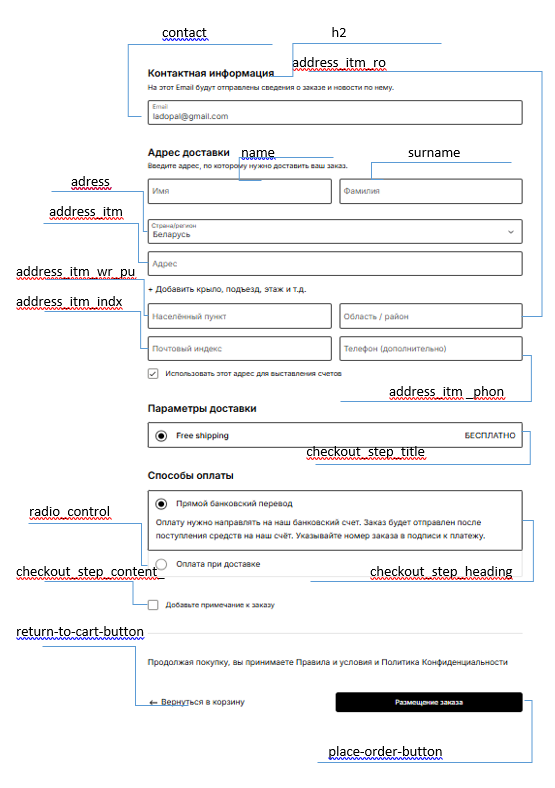 contact
h2
address_itm_ro
Контактная информация
На этот Email будут отправлены сведения о заказе и новости по нему.
Email
ladopal@gmail.com
Адрес доставки
name
surname
Введите адрес, по которому нужно доставить ваш заказ.
adress
Имя
Фамилия
address_itm
Страна/регион
Беларусь
Адрес
address_itm_wr_pu
+ Добавить крыло, подъезд, этаж и т.д.
address_itm_indx
Населённый пункт
Область / район
Почтовый индекс
Телефон (дополнительно)
Использовать этот адрес для выставления счетов
address_itm _phon
Параметры доставки
Free shipping
БЕСПЛАТНО
checkout_step_title
Способы оплаты
Прямой банковский перевод
radio_control
Оплату нужно направлять на наш банковский счет. Заказ будет отправлен после
поступления средств на наш счёт. Указывайте номер заказа в подписи к платежу.
Оплата при доставке
checkout_step_content_
checkout_step_heading
Добавьте примечание к заказу
return-to-cart-button
Продолжая покупку, вы принимаете Правила и условия и Политика Конфиденциальности
← Вернуться в корзину
Размещение заказа
place-order-button